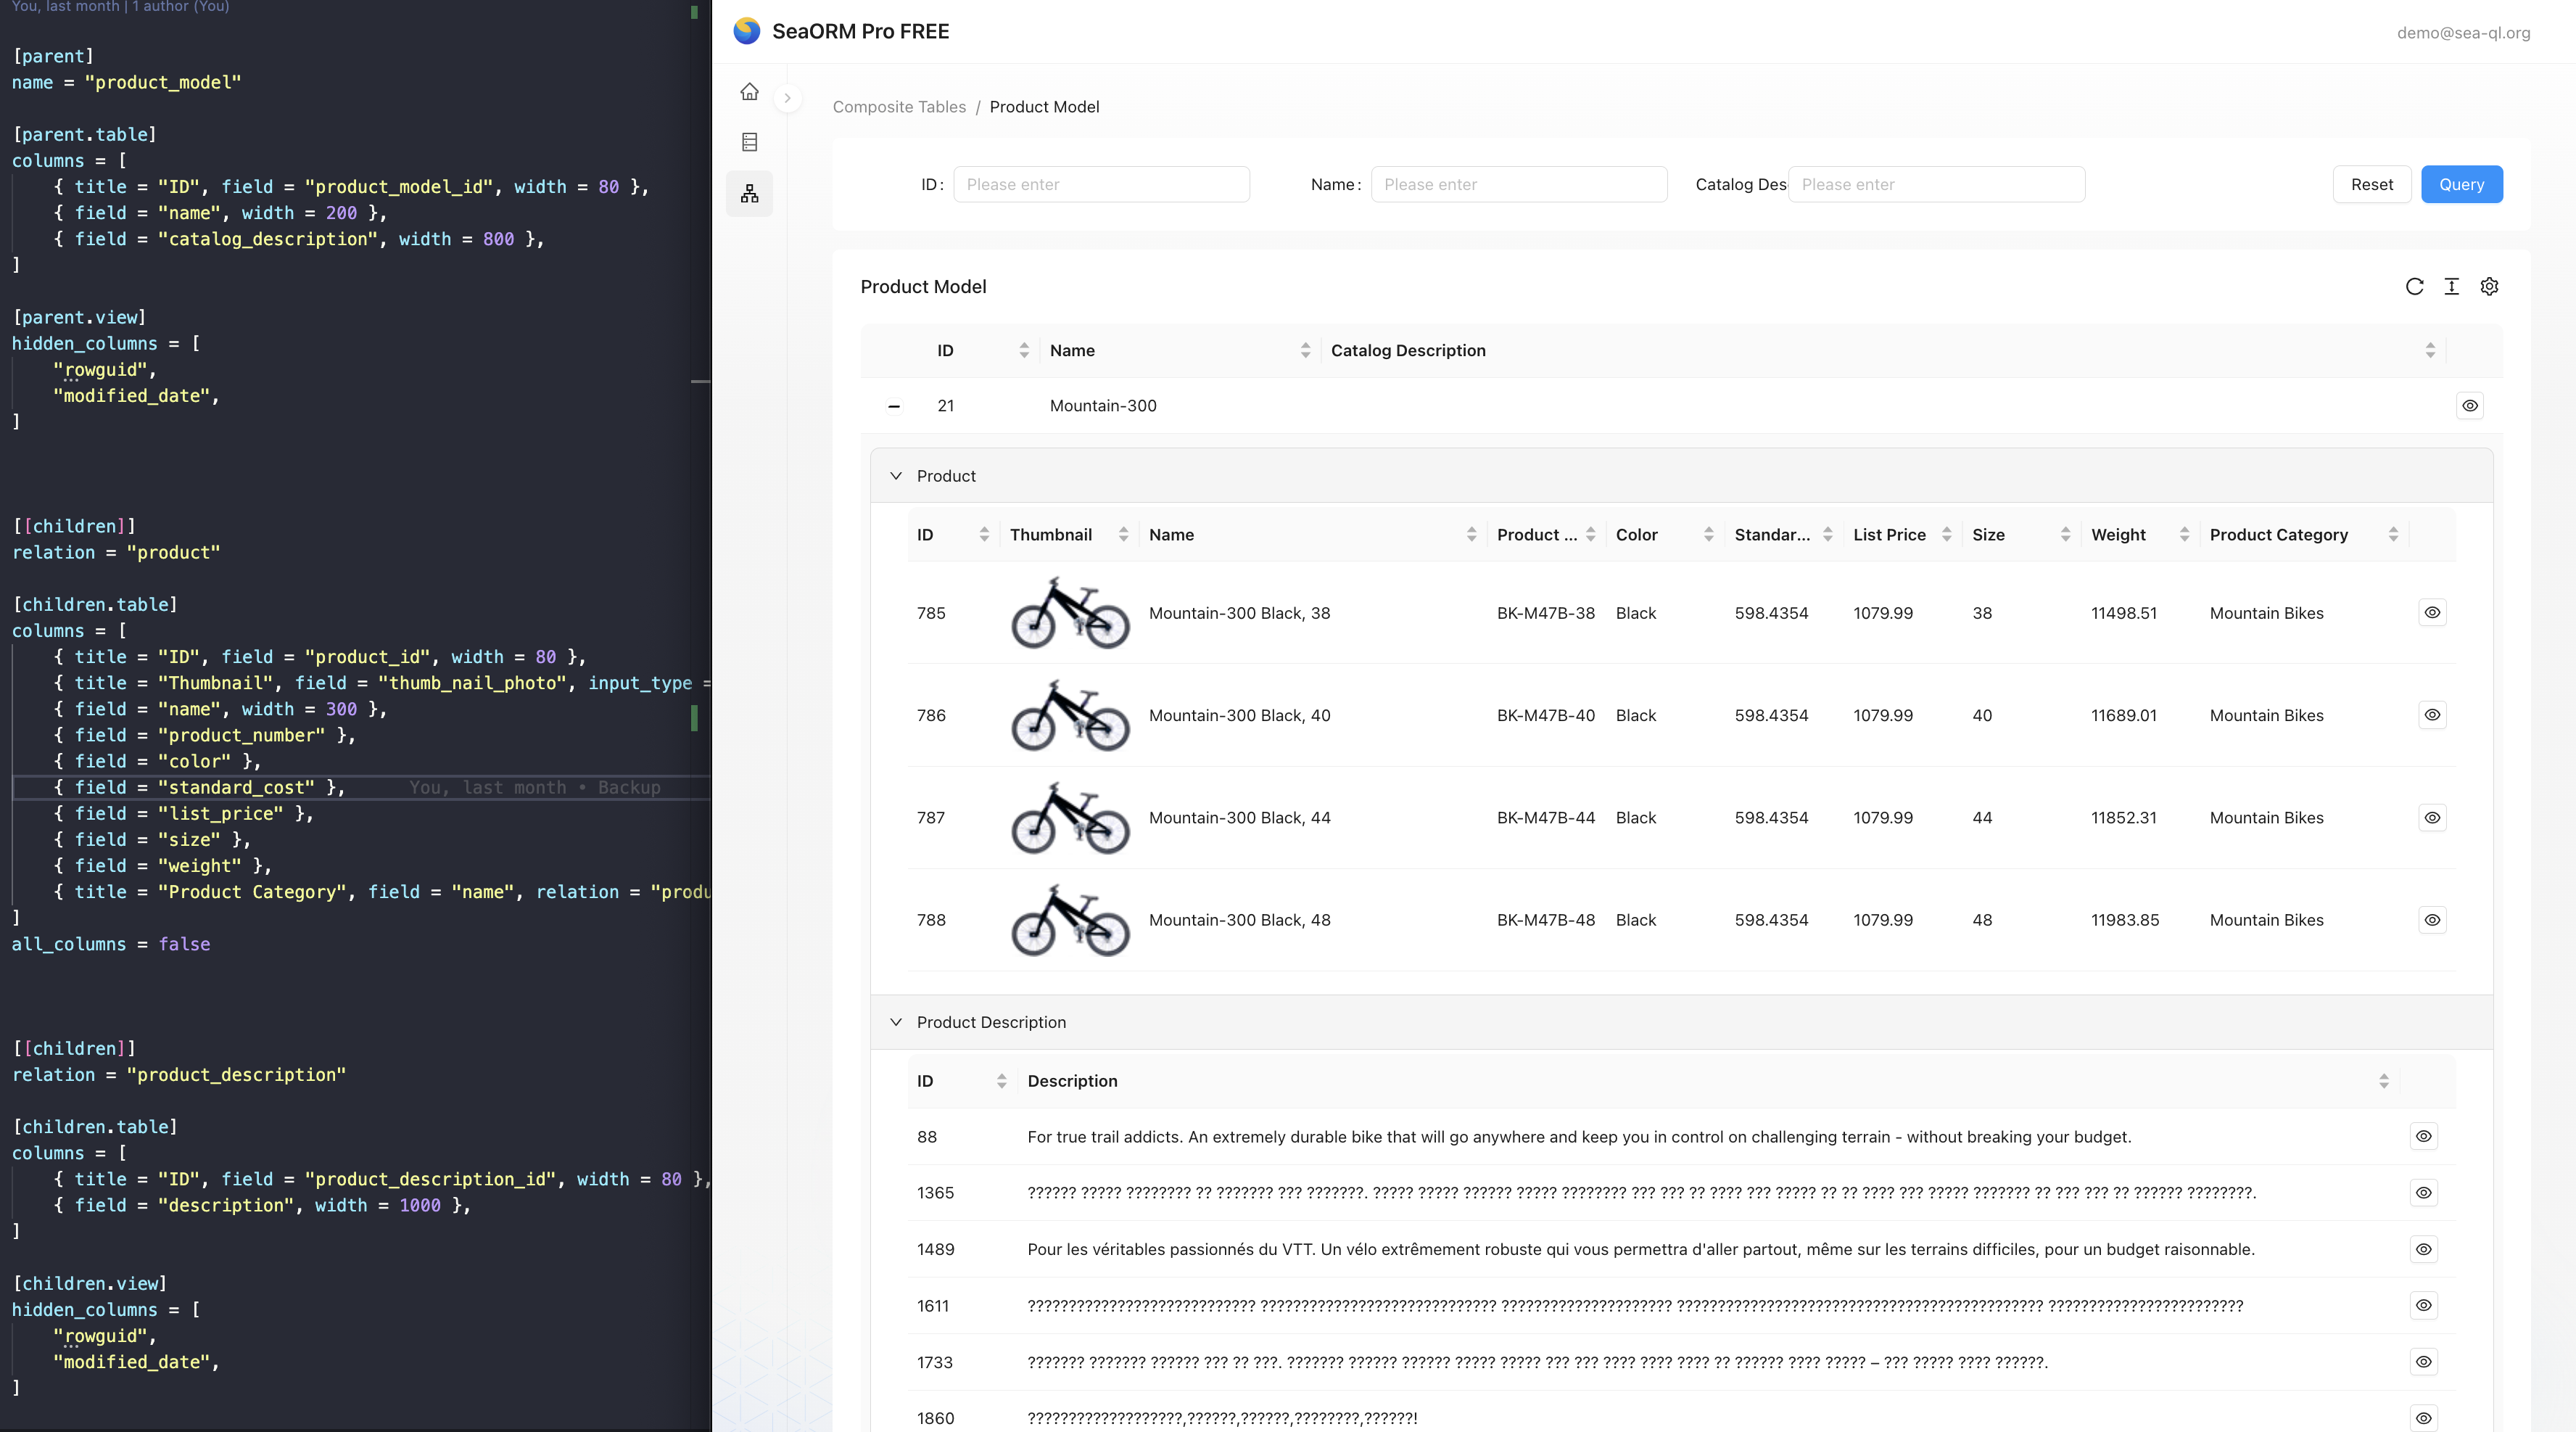 You, last month | 1 author (You)
[parent]
name = "product_model"
[parent.table]
columns = [
{ title = "ID", field = "product_model_id", width = 80 },
{ field = "name", width = 200 },
{ field = "catalog_description", width = 800 },
]
[parent.view]
hidden_columns = [
"rowguid",
"modified_date",
]
[[children]]
relation = "product"
[children.table]
columns = [
{ title = "ID", field = "product_id", width = 80 },
{ title = "Thumbnail", field = "thumb_nail_photo", input_type =
{ field = "name", width = 300 },
{ field = "product_number" },
{ field = "color" },
{ field = "standard_cost" }, You, last month • Backup
{ field = "list_price" },
{ field = "size" },
{ field = "weight" },
{ title = "Product Category", field = "name", relation = "produ
]
all_columns = false
[[children]]
relation = "product_description"
[children.table]
columns = [
{ title = "ID", field = "product_description_id", width = 80 },
{ field = "description", width = 1000 },
]
[children.view]
hidden_columns = [
"rowguid",
"modified_date",
]
SeaORM Pro FREE
demo@sea-ql.org
Composite Tables / Product Model
ID : Please enter Name : Please enter Catalog Des Please enter Reset Query
Product Model
ID Name Catalog Description
21 Mountain-300
Product
ID Thumbnail Name Product ... Color Standar... List Price Size Weight Product Category
785 Mountain-300 Black, 38 BK-M47B-38 Black 598.4354 1079.99 38 11498.51 Mountain Bikes
786 Mountain-300 Black, 40 BK-M47B-40 Black 598.4354 1079.99 40 11689.01 Mountain Bikes
787 Mountain-300 Black, 44 BK-M47B-44 Black 598.4354 1079.99 44 11852.31 Mountain Bikes
788 Mountain-300 Black, 48 BK-M47B-48 Black 598.4354 1079.99 48 11983.85 Mountain Bikes
Product Description
ID Description
88 For true trail addicts. An extremely durable bike that will go anywhere and keep you in control on challenging terrain - without breaking your budget.
1365 ?????? ????? ???????? ?? ??????? ??? ???????. ????? ????? ?????? ????? ???????? ??? ??? ?? ???? ??? ????? ?? ?? ???? ??? ????? ??????? ?? ??? ??? ?? ?????? ????????.
1489 Pour les véritables passionnés du VTT. Un vélo extrêmement robuste qui vous permettra d'aller partout, même sur les terrains difficiles, pour un budget raisonnable.
1611 ???????????????????????????? ????????????????????????????? ????????????????????? ????????????????????????????????????????????? ????????????????????????
1733 ??????? ??????? ?????? ??? ?? ???. ??????? ?????? ?????? ????? ????? ??? ??? ???? ???? ???? ?? ?????? ???? ????? – ??? ????? ???? ??????.
1860 ???????????????????,??????,??????,????????,??????!